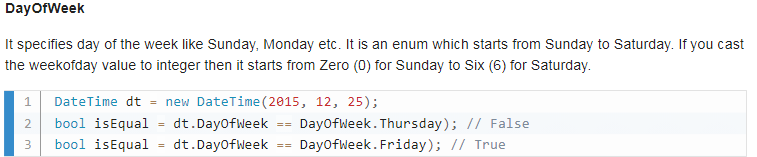 DayOfWeek
It specifies day of the week like Sunday, Monday etc. It is an enum which starts from Sunday to Saturday. If you cast
the weekofday value to integer then it starts from Zero (0) for Sunday to Six (6) for Saturday.
1 DateTime dt = new DateTime(2015, 12, 25);
2 bool isEqual = dt.DayOfWeek == DayOfWeek.Thursday); // False
3 bool isEqual = dt.DayOfWeek == DayOfWeek.Friday); // True